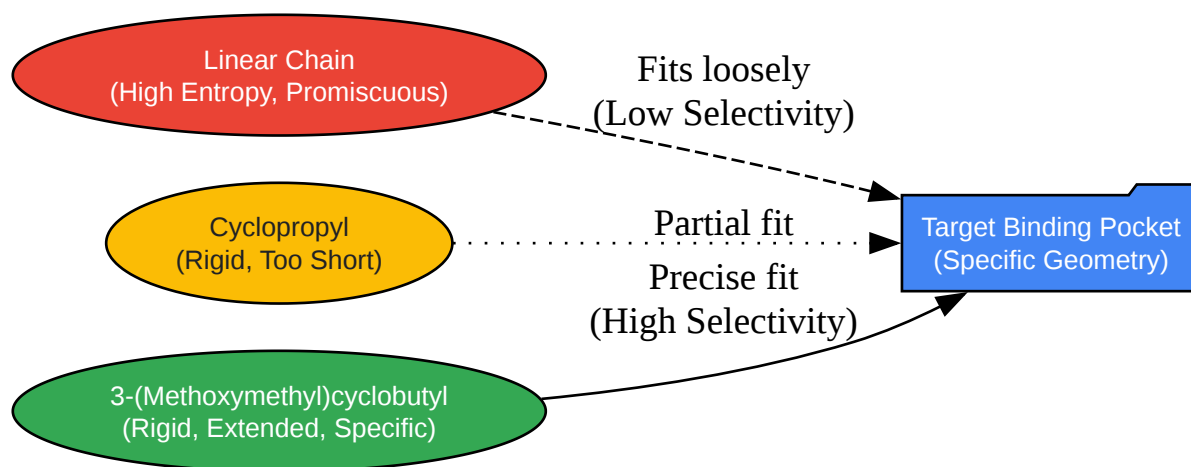 Linear Chain
(High Entropy, Promiscuous)
Fits loosely
(Low Selectivity)
Cyclopropyl
(Rigid, Too Short)
Partial fit
Target Binding Pocket
(Specific Geometry)
Precise fit
(High Selectivity)
3-(Methoxymethyl)cyclobutyl
(Rigid, Extended, Specific)